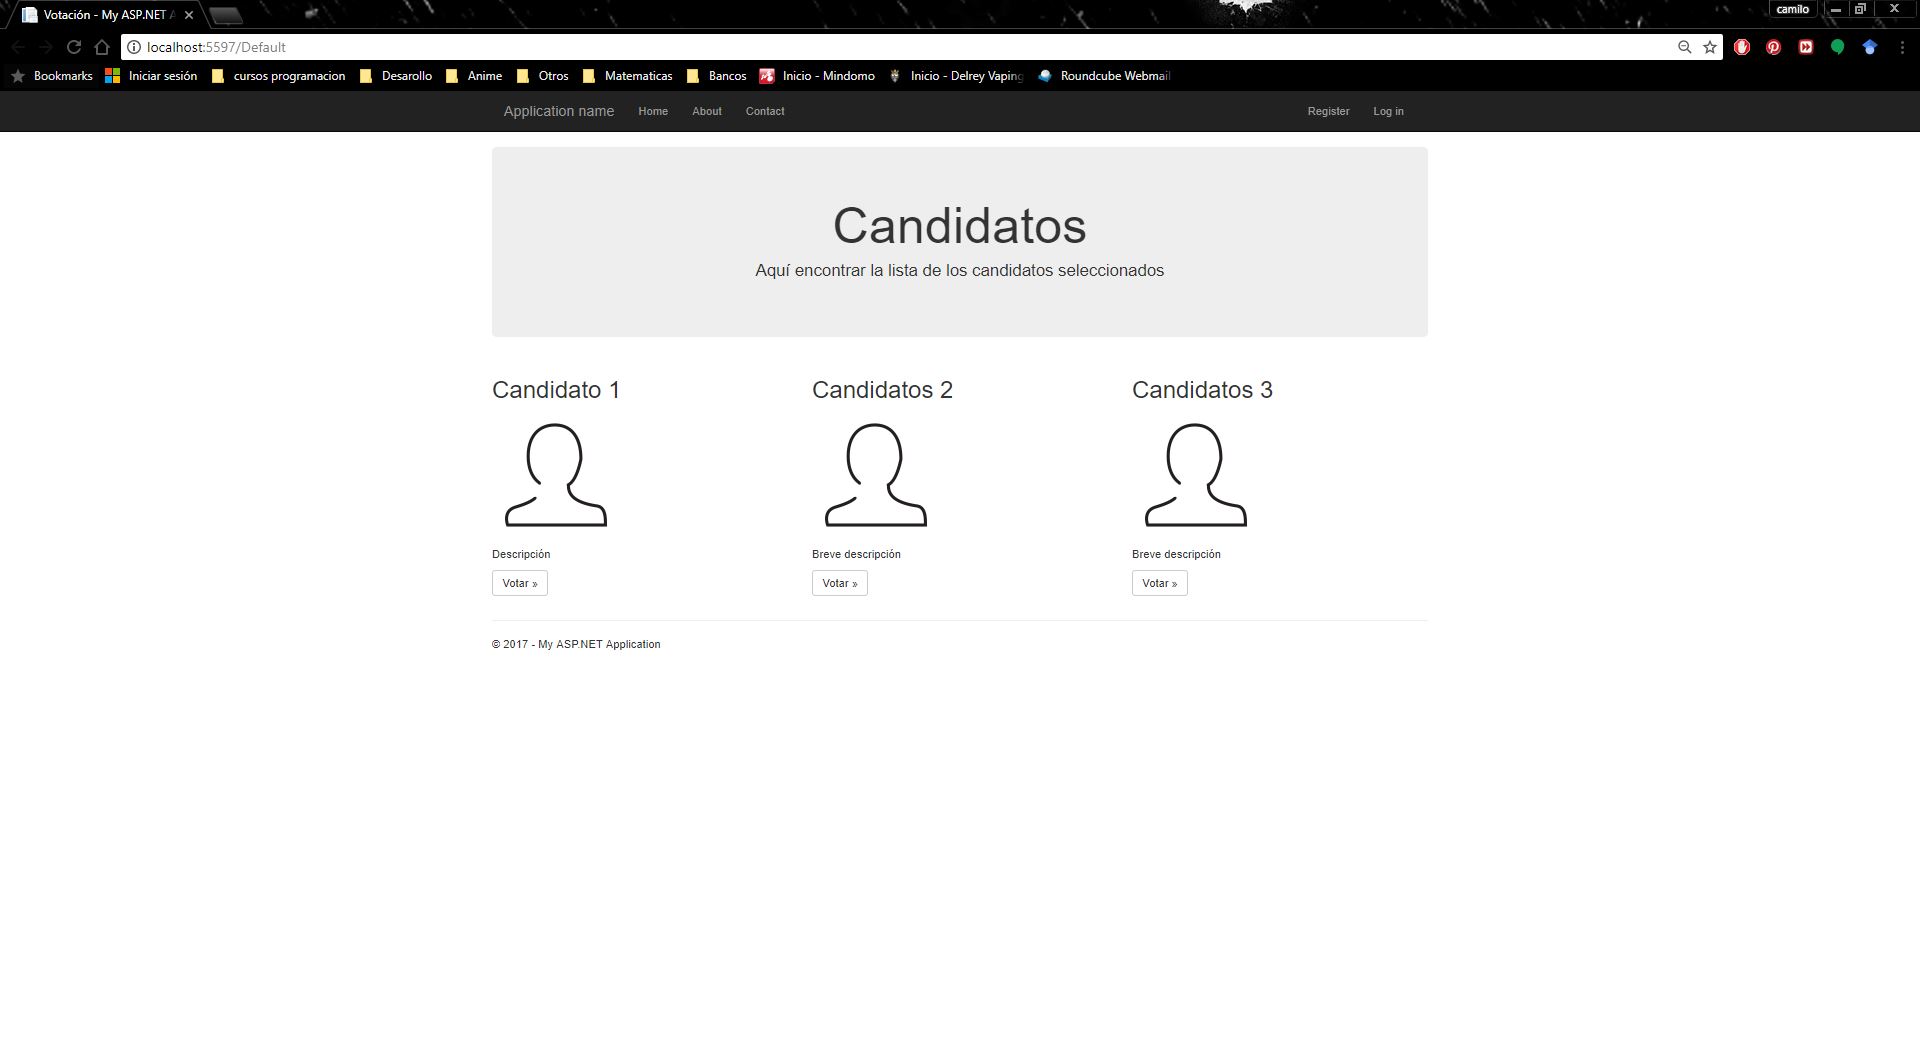 Votación - My ASP.NET A
camilo
localhost:5597/Default
Bookmarks Iniciar sesión cursos programacion Desarollo Anime Otros Matematicas Bancos Inicio - Mindomo Inicio - Delrey Vaping Roundcube Webmail
Application name Home About Contact Register Log in
Candidatos
Aquí encontrar la lista de los candidatos seleccionados
Candidato 1 Candidatos 2 Candidatos 3
Descripción Breve descripción Breve descripción
Votar » Votar » Votar »
© 2017 - My ASP.NET Application